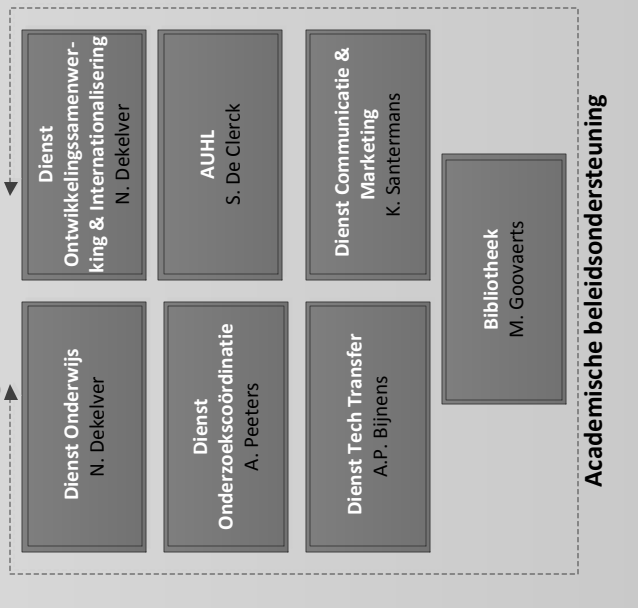 Dienst Onderwijs
N. Dekelver
Dienst
Ontwikkelingssamenwer-
king & Internationalisering
N. Dekelver
Dienst
Onderzoekscoördinatie
A. Peeters
AUHL
S. De Clerck
Dienst Tech Transfer
A.P. Bijnens
Dienst Communicatie &
Marketing
K. Santermans
Bibliotheek
M. Goovaerts
Academische beleidsondersteuning